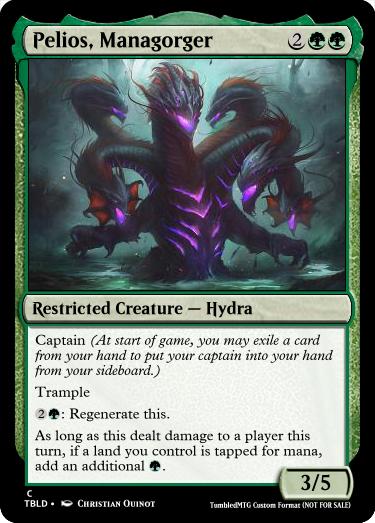 Pelios, Managorger 2
Restricted Creature — Hydra
Captain (At start of game, you may exile a card
from your hand to put your captain into your hand
from your sideboard.)
Trample
2 : Regenerate this.
As long as this dealt damage to a player this
turn, if a land you control is tapped for mana,
add an additional .
3/5
C
TBLD • Christian Quinot
TumbledMTG Custom Format (NOT FOR SALE)